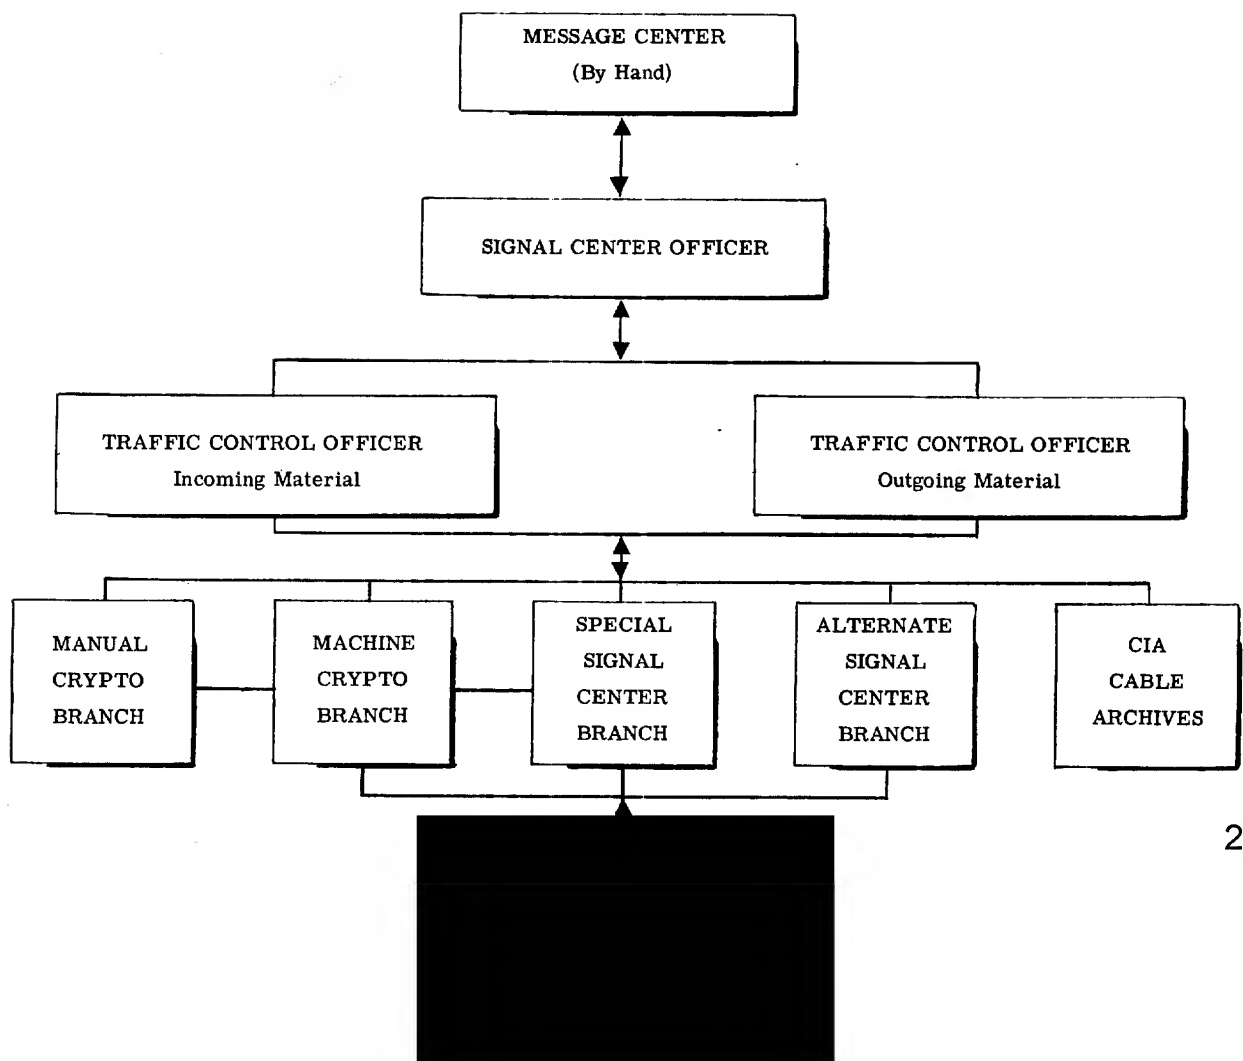 MESSAGE CENTER
(By Hand)
SIGNAL CENTER OFFICER
TRAFFIC CONTROL OFFICER
Incoming Material
TRAFFIC CONTROL OFFICER
Outgoing Material
MANUAL
CRYPTO
BRANCH
MACHINE
CRYPTO
BRANCH
SPECIAL
SIGNAL
CENTER
BRANCH
ALTERNATE
SIGNAL
CENTER
BRANCH
CIA
CABLE
ARCHIVES
2